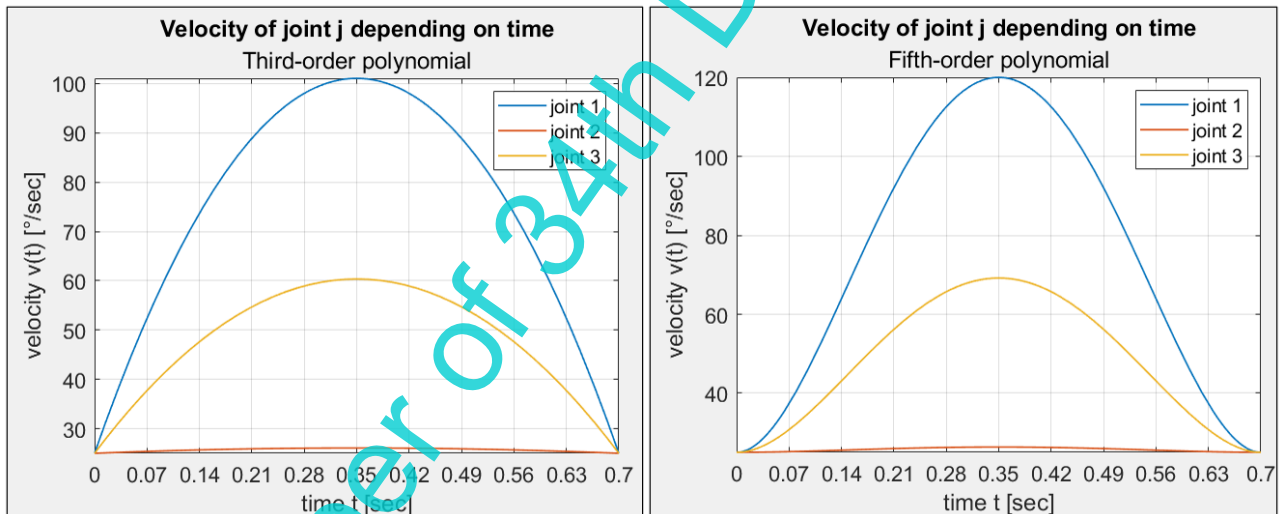 Velocity of joint j depending on time
Third-order polynomial
100
90
80
70
60
50
40
30
velocity v(t) [°/sec]
joint 1
joint 2
joint 3
0 0.07 0.14 0.21 0.28 0.35 0.42 0.49 0.56 0.63 0.7
time t [sec]
Velocity of joint j depending on time
Fifth-order polynomial
120
100
80
60
40
velocity v(t) [°/sec]
joint 1
joint 2
joint 3
0 0.07 0.14 0.21 0.28 0.35 0.42 0.49 0.56 0.63 0.7
time t [sec]
of 34th